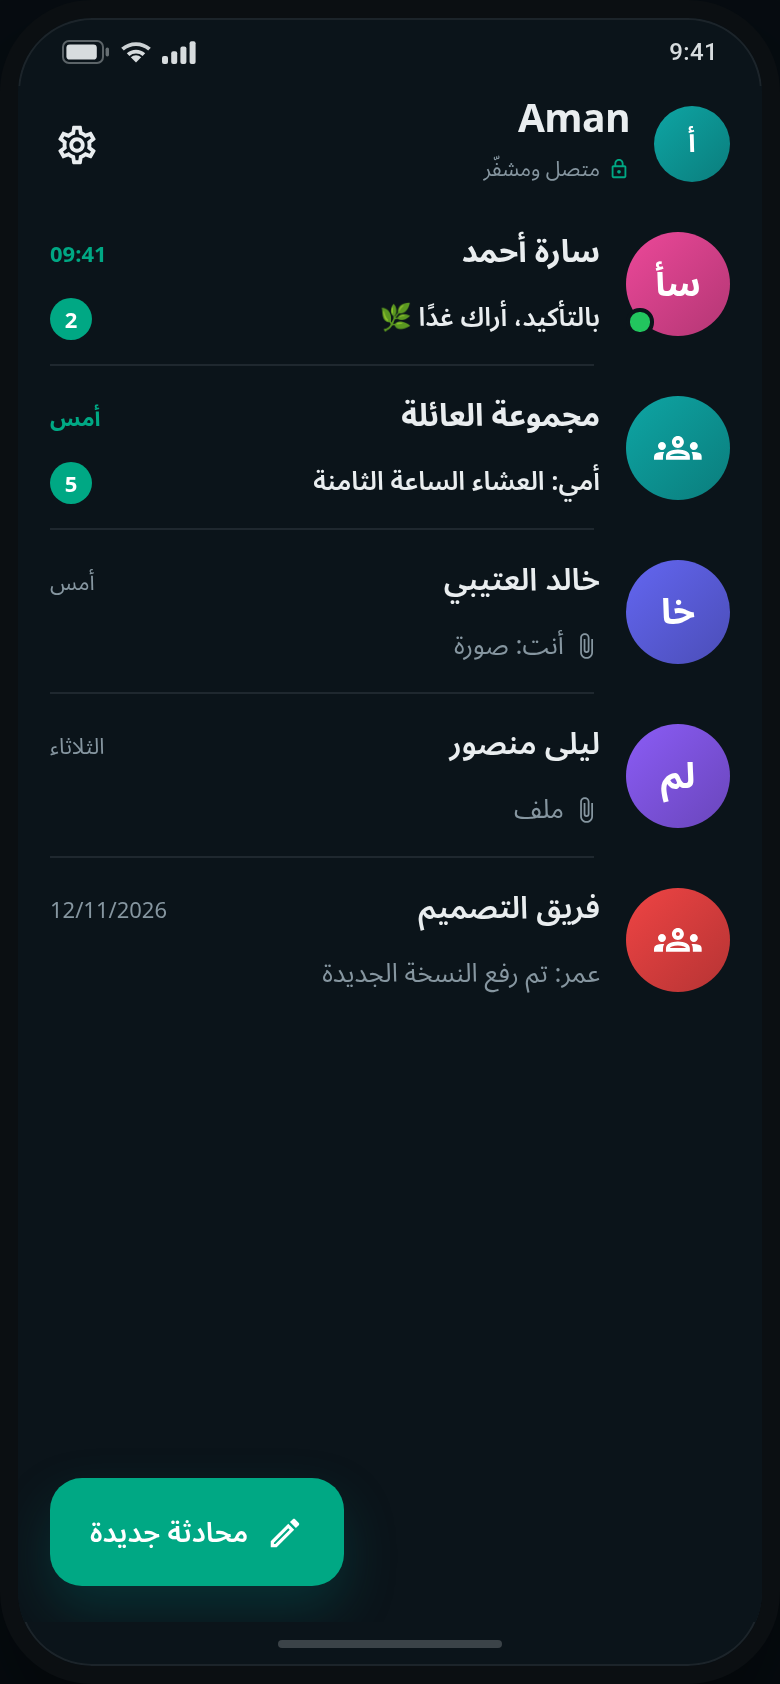 9:41
أ
Aman
متصل ومشفّر
سأ
سارة أحمد
09:41
بالتأكيد، أراك غدًا 🌿
2
مجموعة العائلة
أمس
أمي: العشاء الساعة الثامنة
5
خا
خالد العتيبي
أمس
أنت: صورة
لم
ليلى منصور
الثلاثاء
ملف
فريق التصميم
12/11/2026
عمر: تم رفع النسخة الجديدة
محادثة جديدة